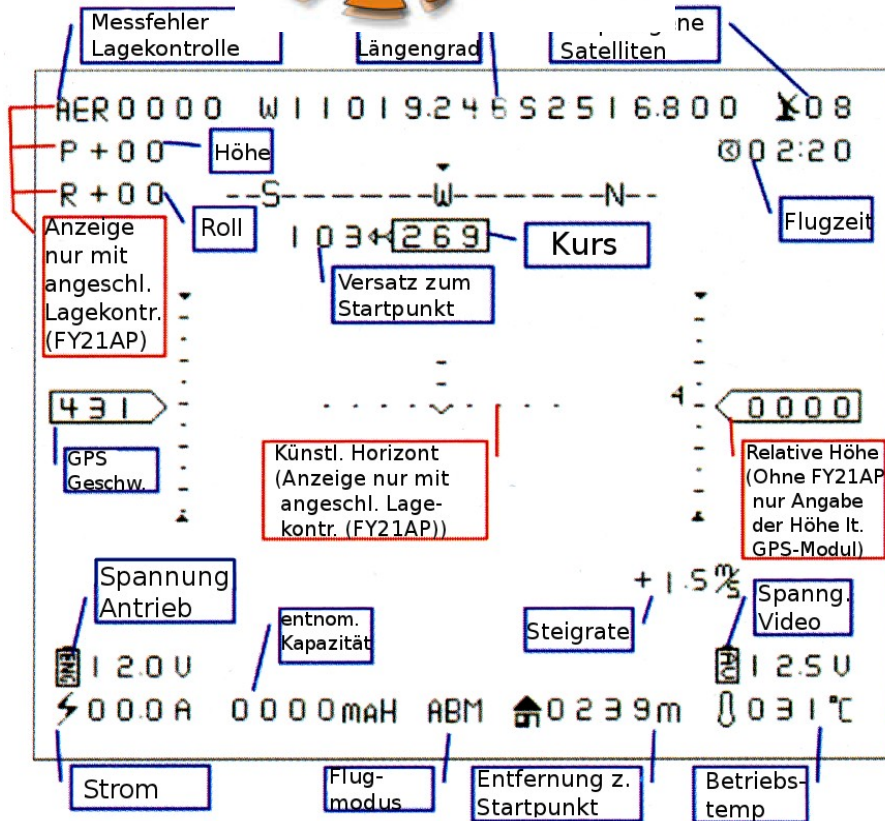 Messfehler
Lagekontrolle
Längengrad
ne
Satelliten
AER0000 W11019.246S2516.800 08
P+00
Höhe
02:20
R+00
--S------W------N--
Roll
Flugzeit
103 269
Kurs
Anzeige
nur mit
angeschl.
Lagekontr.
(FY21AP)
Versatz zum
Startpunkt
431
4
0000
GPS
Geschw.
Künstl. Horizont
(Anzeige nur mit
angeschl. Lage-
kontr. (FY21AP))
Relative Höhe
(Ohne FY21AP
nur Angabe
der Höhe lt.
GPS-Modul)
+1.5m/s
Spannung
Antrieb
entnom.
Kapazität
Steigrate
Spanng.
Video
ENG 12.0V
AV 12.5V
00.0A 0000mAH ABM 0239m 031℃
Strom
Flug-
modus
Entfernung z.
Startpunkt
Betriebs-
temp